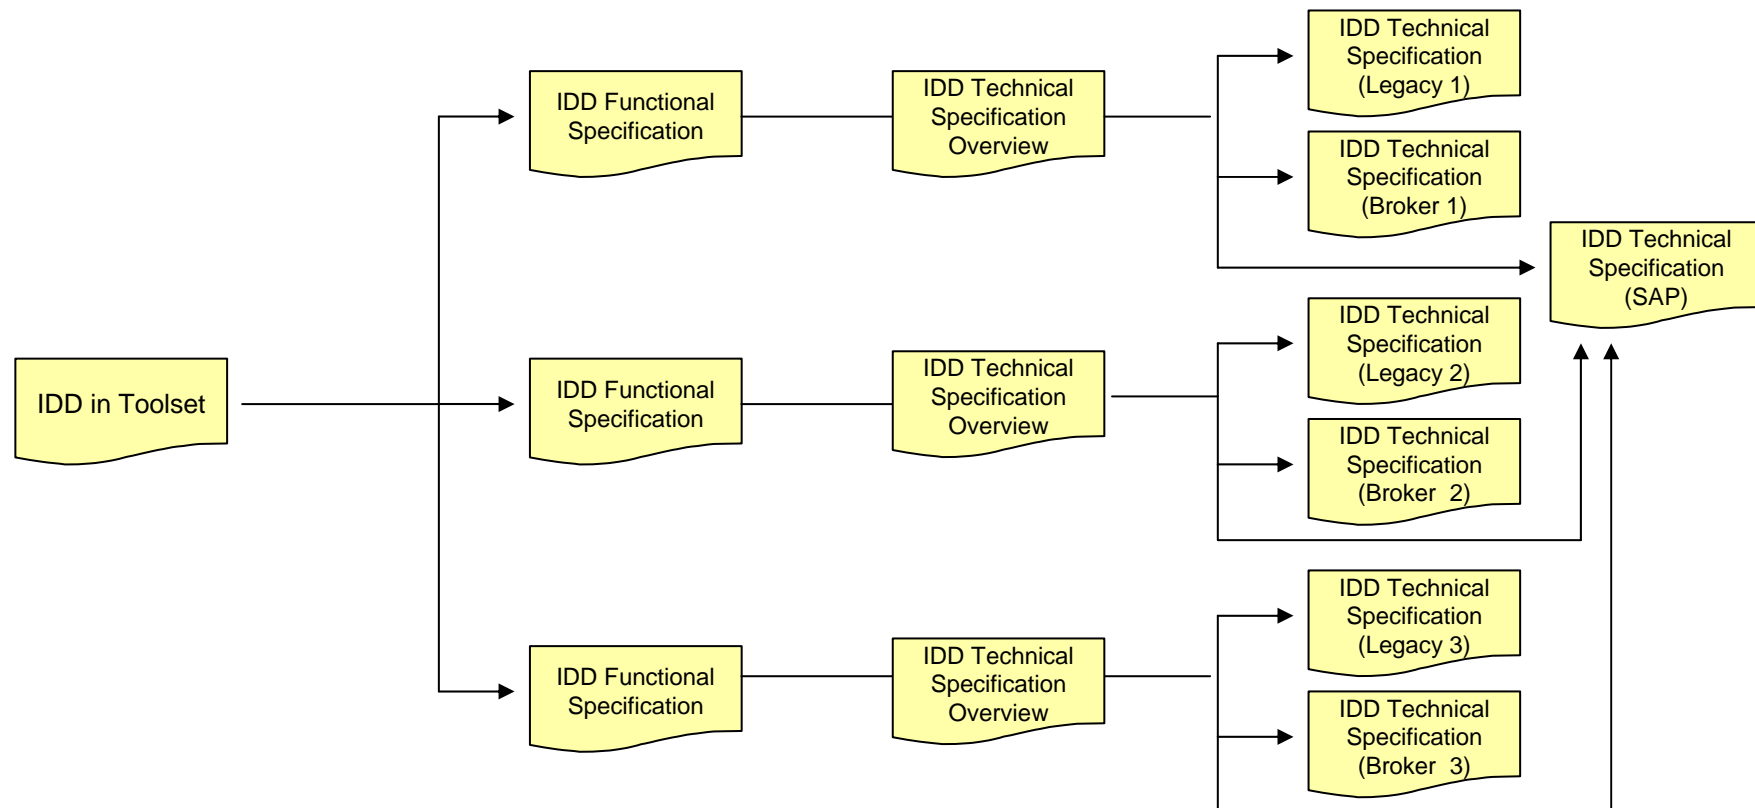 IDD in Toolset
IDD Functional
Specification
IDD Technical
Specification
Overview
IDD Technical
Specification
(Legacy 1)
IDD Technical
Specification
(Broker 1)
IDD Technical
Specification
(SAP)
IDD Functional
Specification
IDD Technical
Specification
Overview
IDD Technical
Specification
(Legacy 2)
IDD Technical
Specification
(Broker  2)
IDD Functional
Specification
IDD Technical
Specification
Overview
IDD Technical
Specification
(Legacy 3)
IDD Technical
Specification
(Broker  3)